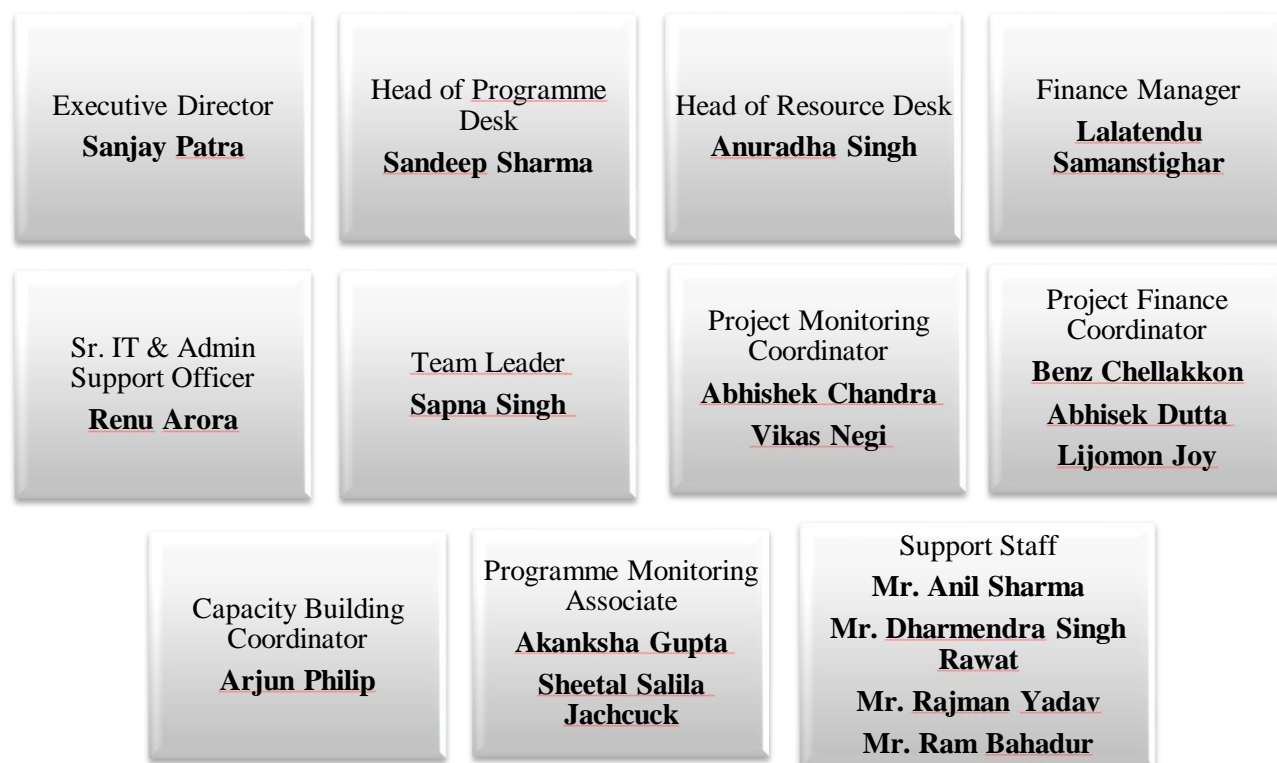 Executive Director
Sanjay Patra
Head of Programme
Desk
Sandeep Sharma
Head of Resource Desk
Anuradha Singh
Finance Manager
Lalatendu
Samanstighar
Sr. IT & Admin
Support Officer
Renu Arora
Team Leader
Sapna Singh
Project Monitoring
Coordinator
Abhishek Chandra
Vikas Negi
Project Finance
Coordinator
Benz Chellakkon
Abhisek Dutta
Lijomon Joy
Capacity Building
Coordinator
Arjun Philip
Programme Monitoring
Associate
Akanksha Gupta
Sheetal Salila
Jachcuck
Support Staff
Mr. Anil Sharma
Mr. Dharmendra Singh
Rawat
Mr. Rajman Yadav
Mr. Ram Bahadur